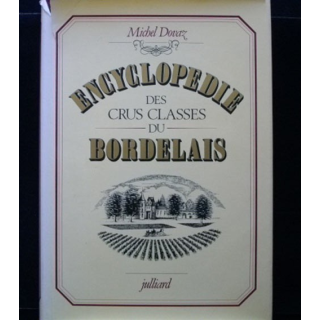 Michel Dovaz
ENCYCLOPEDIE
DES
CRUS CLASSES
DU
BORDELAIS
julliard